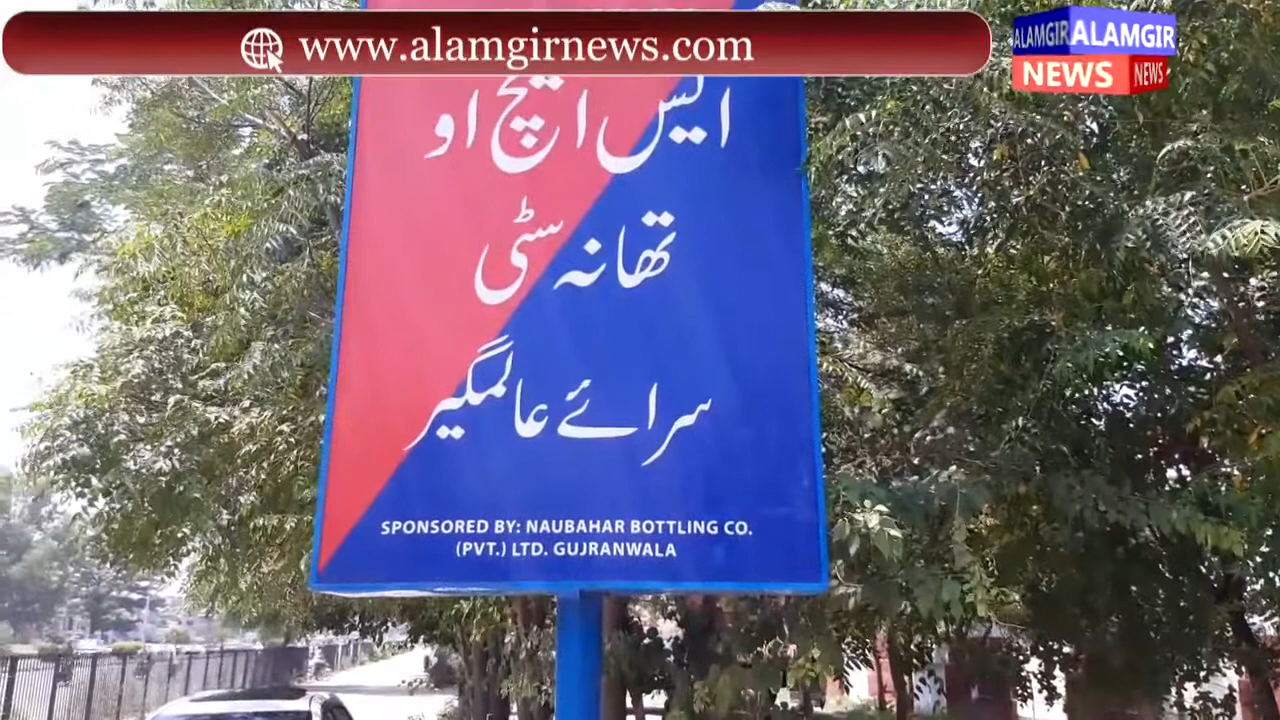 www.alamgirnews.com
ALAMGIR ALAMGIR
NEWS NEWS
ایس ایچ او
تھانہ سٹی
سرائے عالمگیر
SPONSORED BY: NAUBAHAR BOTTLING CO.
(PVT.) LTD. GUJRANWALA